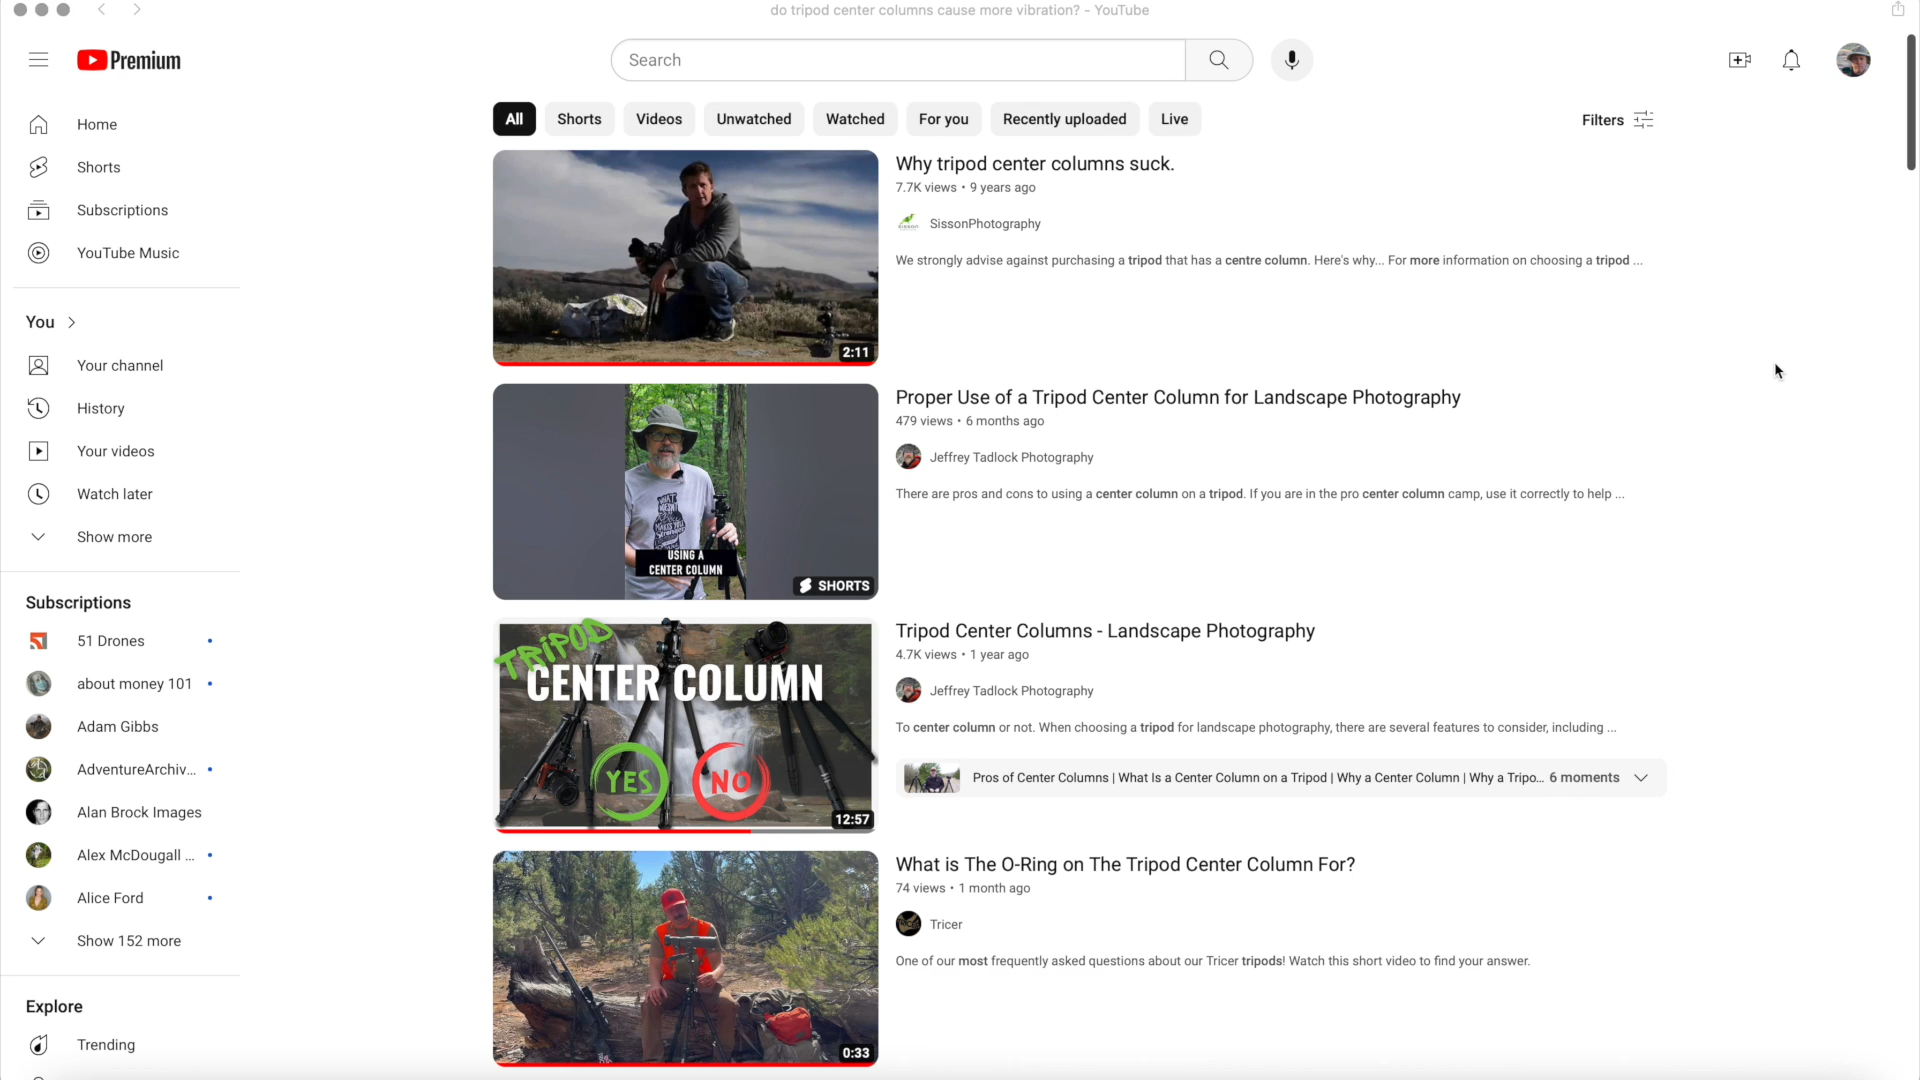 do tripod center columns cause more vibration? - YouTube
Premium
Search
All
Shorts
Videos
Unwatched
Watched
For you
Recently uploaded
Live
Filters
Home
Shorts
Subscriptions
YouTube Music
You
Your channel
History
Your videos
Watch later
Show more
Subscriptions
51 Drones
about money 101
Adam Gibbs
AdventureArchiv...
Alan Brock Images
Alex McDougall ...
Alice Ford
Show 152 more
Explore
Trending
2:11
Why tripod center columns suck.
7.7K views • 9 years ago
SissonPhotography
We strongly advise against purchasing a tripod that has a centre column. Here's why... For more information on choosing a tripod ...
USING A
CENTER COLUMN
SHORTS
Proper Use of a Tripod Center Column for Landscape Photography
479 views • 6 months ago
Jeffrey Tadlock Photography
There are pros and cons to using a center column on a tripod. If you are in the pro center column camp, use it correctly to help ...
TRIPOD
CENTER COLUMN
YES
NO
12:57
Tripod Center Columns - Landscape Photography
4.7K views • 1 year ago
Jeffrey Tadlock Photography
To center column or not. When choosing a tripod for landscape photography, there are several features to consider, including ...
Pros of Center Columns | What Is a Center Column on a Tripod | Why a Center Column | Why a Tripo... 6 moments
0:33
What is The O-Ring on The Tripod Center Column For?
74 views • 1 month ago
Tricer
One of our most frequently asked questions about our Tricer tripods! Watch this short video to find your answer.